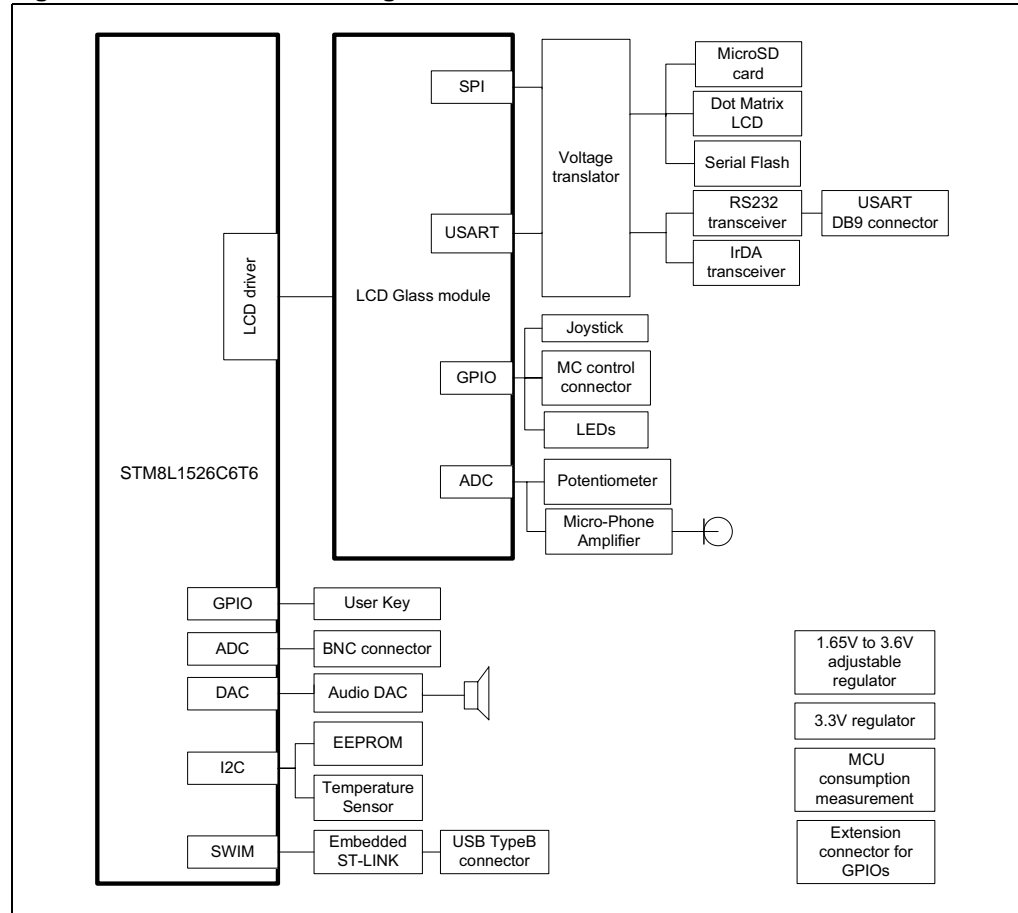 SPI
USART
LCD Glass module
GPIO
ADC
Voltage
translator
MicroSD
card
Dot Matrix
LCD
Serial Flash
RS232
transceiver
USART
DB9 connector
IrDA
transceiver
LCD driver
Joystick
MC control
connector
LEDs
Potentiometer
Micro-Phone
Amplifier
STM8L1526C6T6
GPIO
User Key
ADC
BNC connector
DAC
Audio DAC
I2C
EEPROM
Temperature
Sensor
SWIM
Embedded
ST-LINK
USB TypeB
connector
1.65V to 3.6V
adjustable
regulator
3.3V regulator
MCU
consumption
measurement
Extension
connector for
GPIOs